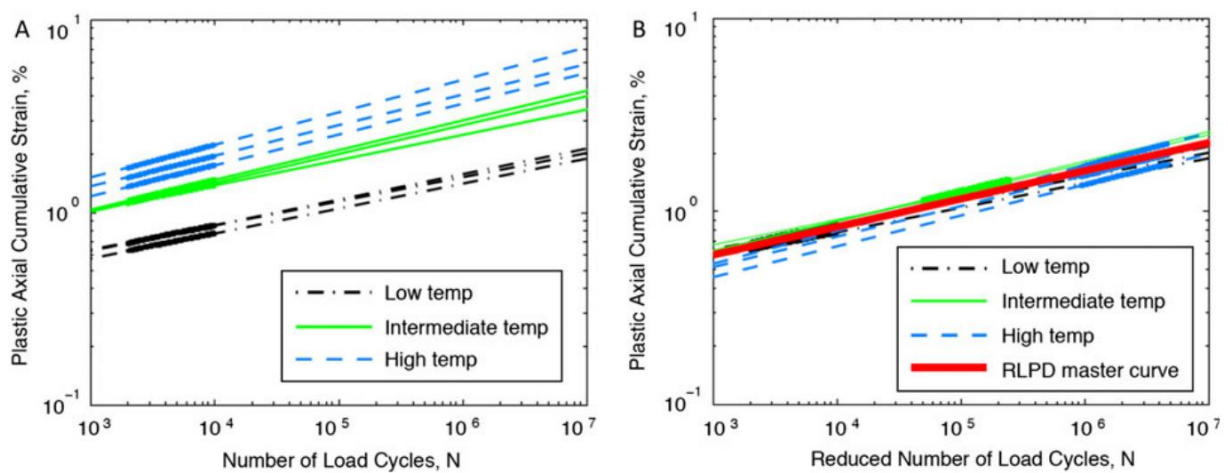 A
Plastic Axial Cumulative Strain, %
10^1
10^0
10^-1
Low temp
Intermediate temp
High temp
10^3
10^4
10^5
10^6
10^7
Number of Load Cycles, N
B
Plastic Axial Cumulative Strain, %
10^1
10^0
10^-1
Low temp
Intermediate temp
High temp
RLPD master curve
10^3
10^4
10^5
10^6
10^7
Reduced Number of Load Cycles, N